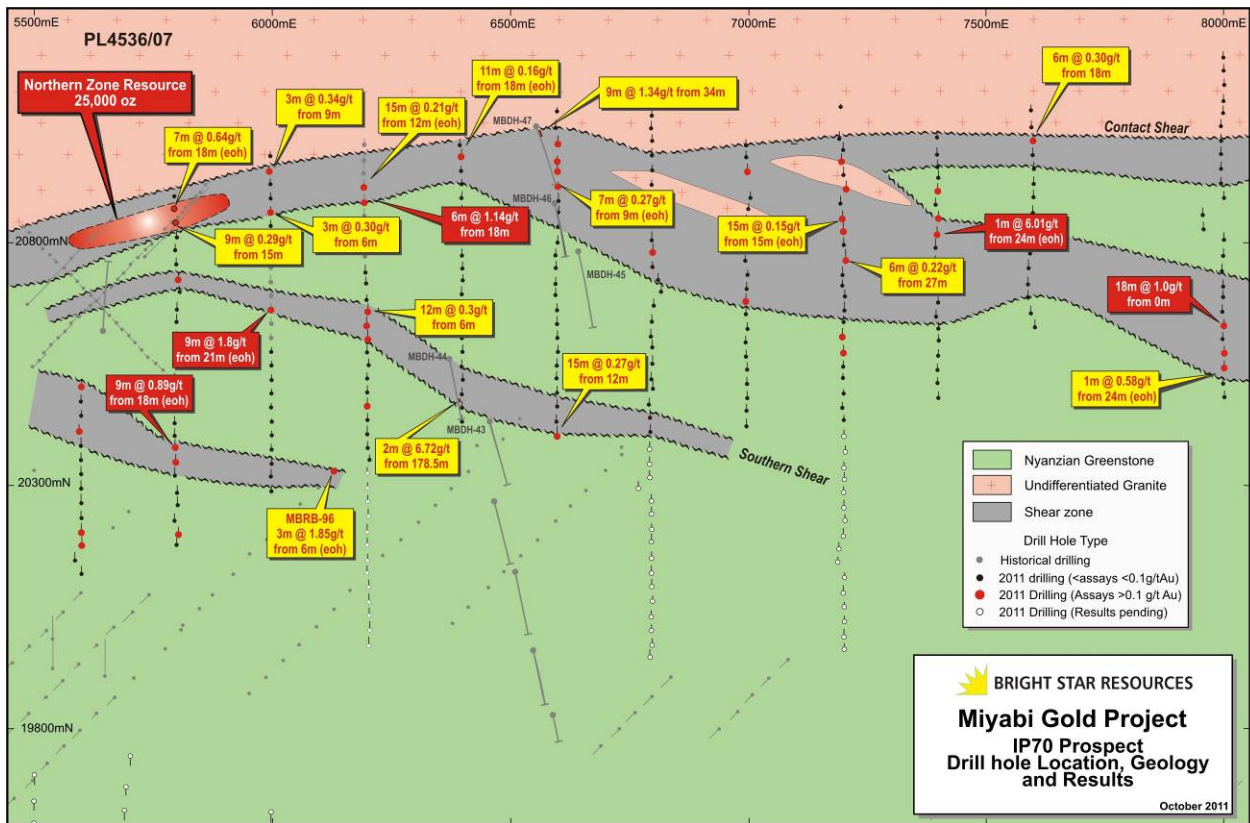 5500mE
6000mE
6500mE
7000mE
7500mE
8000mE
PL4536/07
Northern Zone Resource
25,000 oz
3m @ 0.34g/t
from 9m
11m @ 0.16g/t
from 18m (eoh)
15m @ 0.21g/t
from 12m (eoh)
9m @ 1.34g/t from 34m
6m @ 0.30g/t
from 18m
7m @ 0.64g/t
from 18m (eoh)
MBDH-47
Contact Shear
MBDH-46
7m @ 0.27g/t
from 9m (eoh)
20800mN
9m @ 0.29g/t
from 15m
3m @ 0.30g/t
from 6m
6m @ 1.14g/t
from 18m
15m @ 0.15g/t
from 15m (eoh)
1m @ 6.01g/t
from 24m (eoh)
MBDH-45
6m @ 0.22g/t
from 27m
18m @ 1.0g/t
from 0m
9m @ 1.8g/t
from 21m (eoh)
12m @ 0.3g/t
from 6m
MBDH-44
15m @ 0.27g/t
from 12m
9m @ 0.89g/t
from 18m (eoh)
1m @ 0.58g/t
from 24m (eoh)
MBDH-43
2m @ 6.72g/t
from 178.5m
Southern Shear
20300mN
MBRB-96
3m @ 1.85g/t
from 6m (eoh)
Nyanzian Greenstone
Undifferentiated Granite
Shear zone
Drill Hole Type
Historical drilling
2011 drilling (<assays <0.1g/tAu)
2011 Drilling (Assays >0.1 g/t Au)
2011 Drilling (Results pending)
19800mN
BRIGHT STAR RESOURCES
Miyabi Gold Project
IP70 Prospect
Drill hole Location, Geology
and Results
October 2011